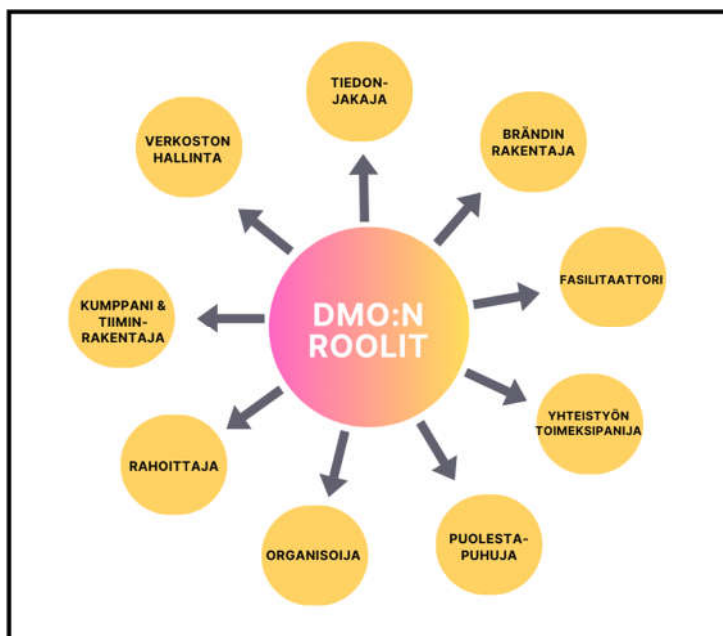 TIEDON-
JAKAJA
BRÄNDIN
RAKENTAJA
VERKOSTON
HALLINTA
FASILITAATTORI
KUMPPANI &
TIIMIN-
RAKENTAJA
DMO:N
ROOLIT
YHTEISTYÖN
TOIMEKSIPANIJA
RAHOITTAJA
PUOLESTA-
PUHUJA
ORGANISOIJA